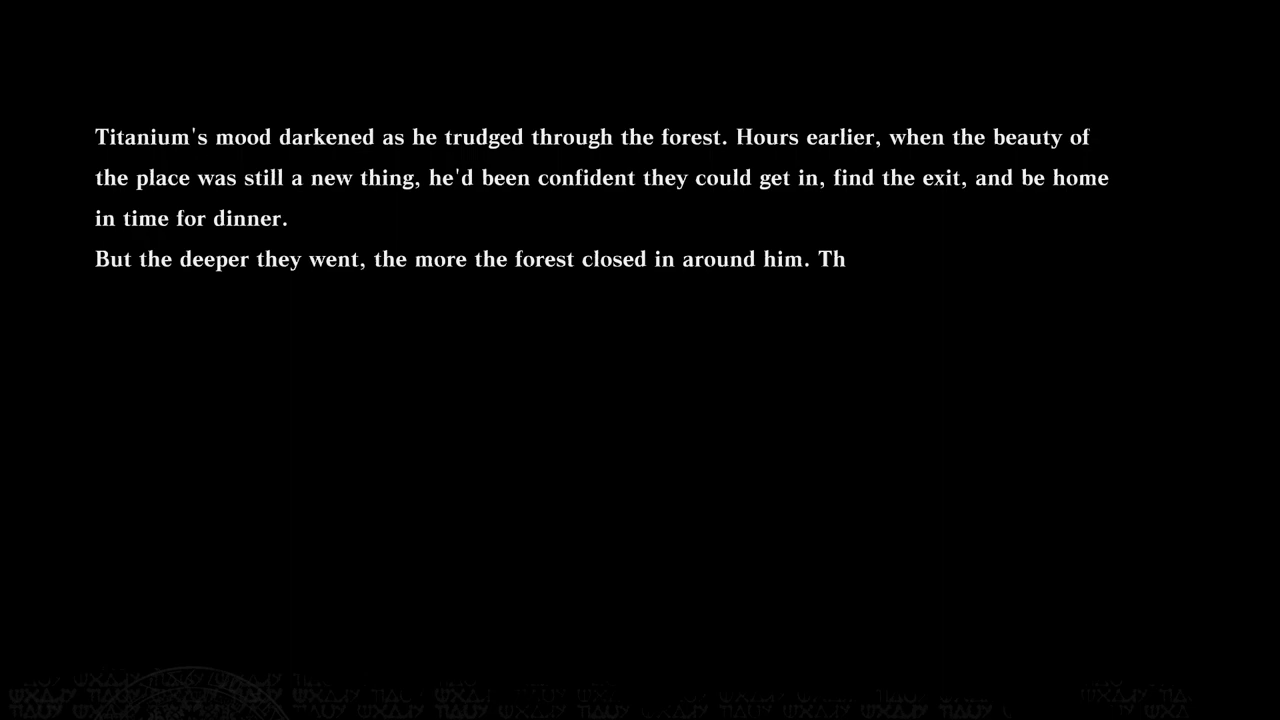 Titanium's mood darkened as he trudged through the forest. Hours earlier, when the beauty of
the place was still a new thing, he'd been confident they could get in, find the exit, and be home
in time for dinner.
But the deeper they went, the more the forest closed in around him. Th